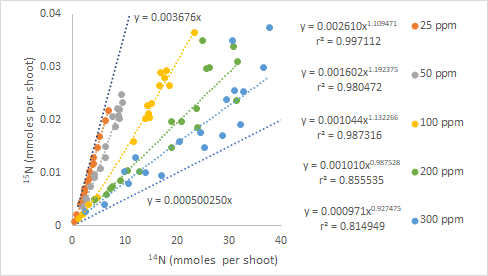 0.04
0.03
0.02
0.01
0
0 10 20 30 40
¹⁵N (mmoles per shoot)
¹⁴N (mmoles per shoot)
y = 0.003676x
y = 0.000500250x
y = 0.002610x^1.109471
r² = 0.997112
25 ppm
y = 0.001602x^1.192375
r² = 0.980472
50 ppm
y = 0.001044x^1.132266
r² = 0.987316
100 ppm
y = 0.001010x^0.987528
r² = 0.855535
200 ppm
y = 0.000971x^0.927475
r² = 0.814949
300 ppm